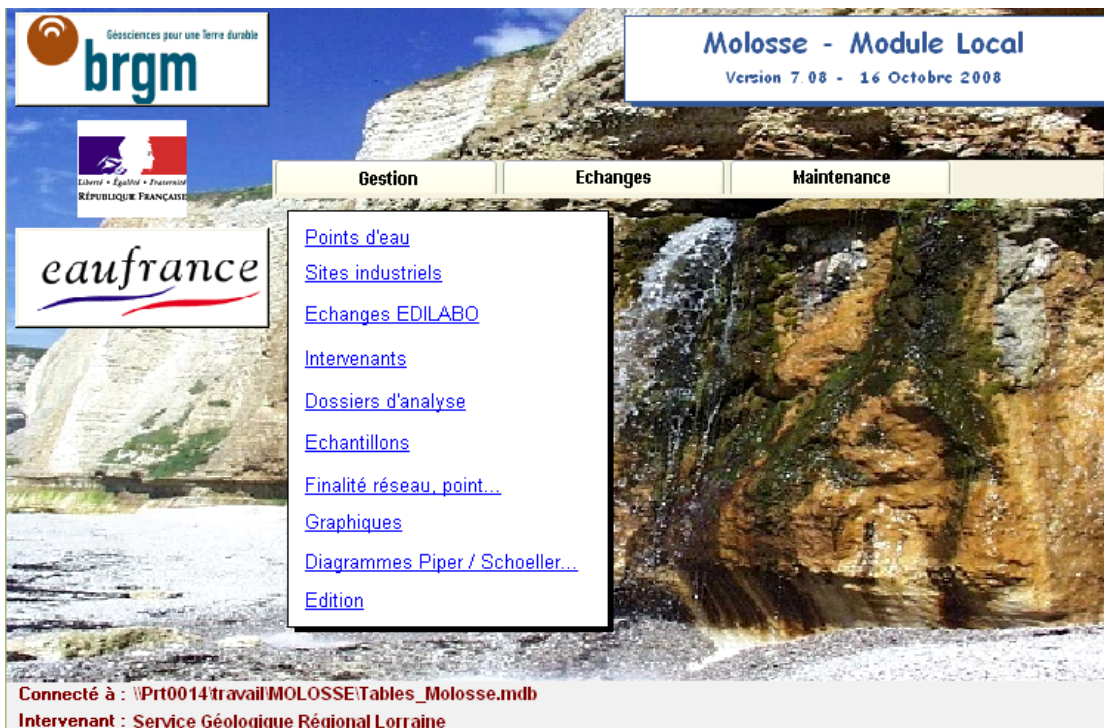 Géosciences pour une Terre durable
brgm
Molosse - Module Local
Version 7.08 - 16 Octobre 2008
Liberté • Égalité • Fraternité
RÉPUBLIQUE FRANÇAISE
Gestion Echanges Maintenance
eaufrance
Points d'eau
Sites industriels
Echanges EDILABO
Intervenants
Dossiers d'analyse
Echantillons
Finalité réseau, point...
Graphiques
Diagrammes Piper / Schoeller...
Edition
Connecté à : \\Prt0014\travail\MOLOSSE\Tables_Molosse.mdb
Intervenant : Service Géologique Régional Lorraine